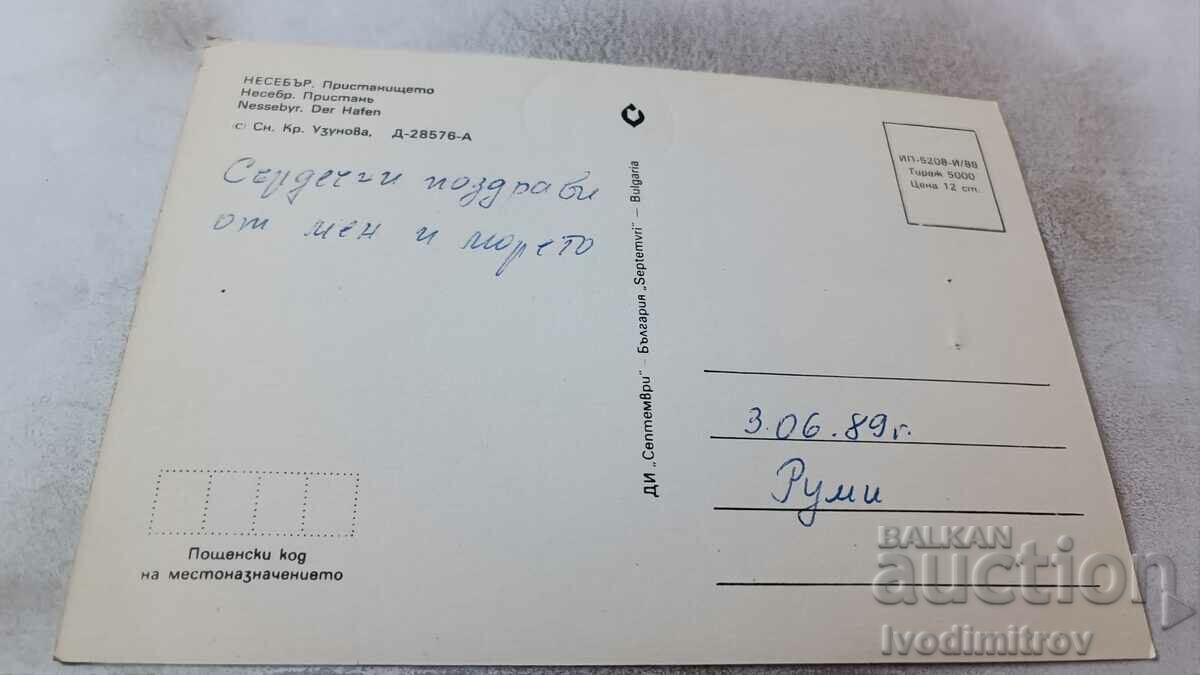 НЕСЕБЪР. Пристанището
Несебр. Пристань
Nessebyr. Der Hafen
(C) Сн. Кр. Узунова, Д-28576-А
Сърдечни поздрави
от мен и морето
Пощенски код
на местоназначението
ДИ „Септември" – България „Septemvri" – Bulgaria
ИП-5208-И/88
Тираж 5000
Цена 12 ст.
3.06.89г.
Руми
BALKAN
auction
Ivodimitrov